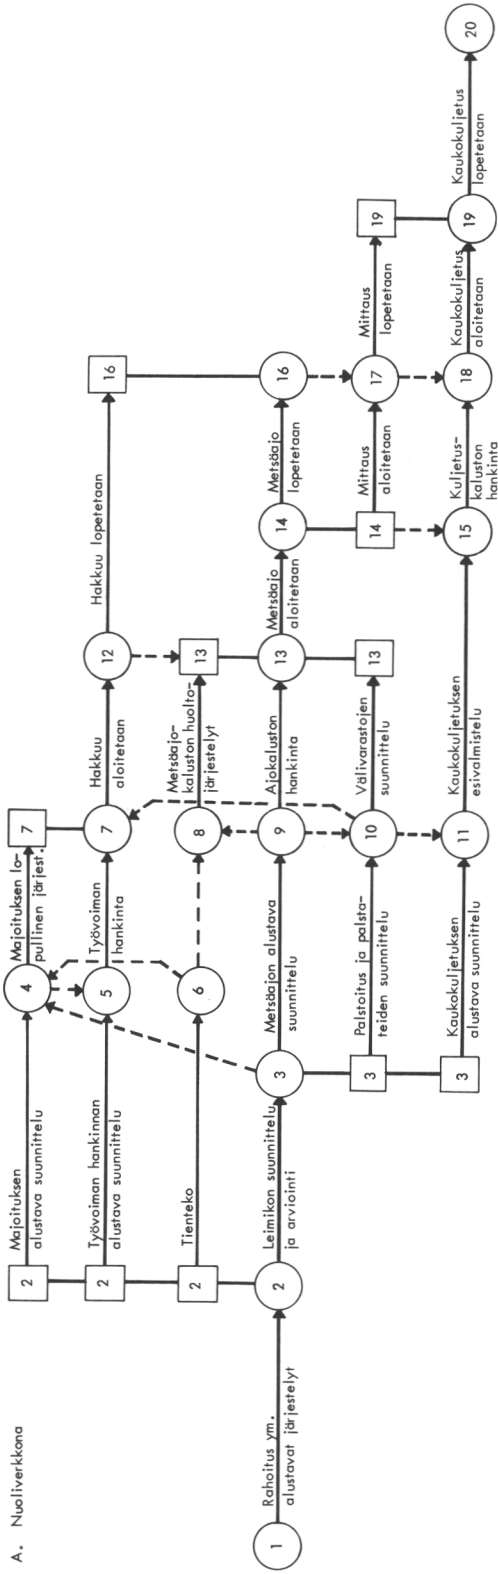 A. Nuoliverkkona
1
Rahoitus ym.
alustavat järjestelyt
2
2
2
2
Majoituksen
alustava suunnittelu
Työvoiman hankinnan
alustava suunnittelu
Tienteko
Leimikon suunnittelu
ja arviointi
3
3
3
4
5
6
Majoituksen lo-
pullinen järjest.
Työvoiman
hankinta
Metsäajon alustava
suunnittelu
Palstoitus ja palsta-
teiden suunnittelu
Kaukokuljetuksen
alustava suunnittelu
7
7
8
9
10
11
Hakkuu
aloitetaan
Metsäajo-
kaluston huolto-
järjestelyt
Ajokaluston
hankinta
Välivarastojen
suunnittelu
Kaukokuljetuksen
esivalmistelu
12
13
13
13
Hakkuu lopetetaan
Metsäajo
aloitetaan
14
14
15
Metsäajo
lopetetaan
Mittaus
aloitetaan
Kuljetus-
kaluston
hankinta
16
16
17
18
Mittaus
lopetetaan
Kaukokuljetus
aloitetaan
19
19
Kaukokuljetus
lopetetaan
20